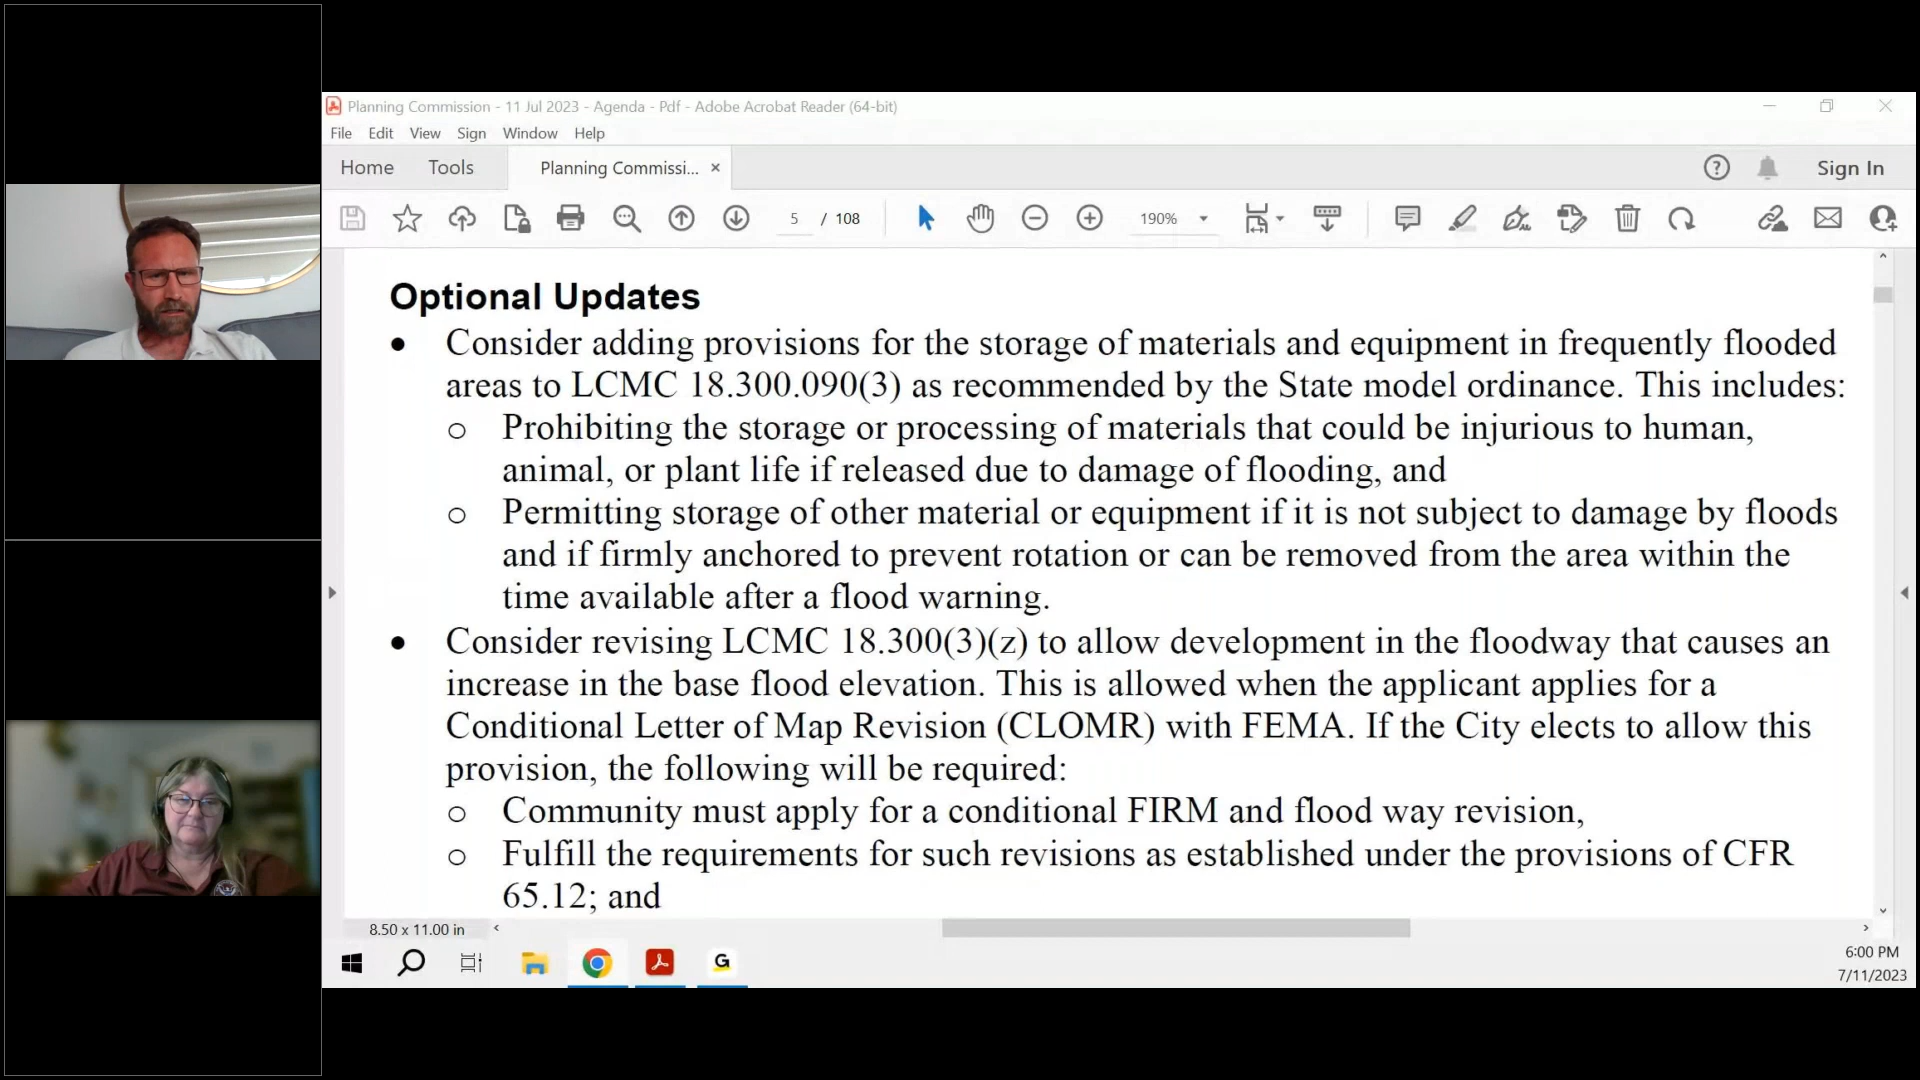 Planning Commission - 11 Jul 2023 - Agenda - Pdf - Adobe Acrobat Reader (64-bit)
File Edit View Sign Window Help
Home Tools Planning Commissi... × Sign In
5 / 108 190%
Optional Updates
• Consider adding provisions for the storage of materials and equipment in frequently flooded
areas to LCMC 18.300.090(3) as recommended by the State model ordinance. This includes:
o Prohibiting the storage or processing of materials that could be injurious to human,
animal, or plant life if released due to damage of flooding, and
o Permitting storage of other material or equipment if it is not subject to damage by floods
and if firmly anchored to prevent rotation or can be removed from the area within the
time available after a flood warning.
• Consider revising LCMC 18.300(3)(z) to allow development in the floodway that causes an
increase in the base flood elevation. This is allowed when the applicant applies for a
Conditional Letter of Map Revision (CLOMR) with FEMA. If the City elects to allow this
provision, the following will be required:
o Community must apply for a conditional FIRM and flood way revision,
o Fulfill the requirements for such revisions as established under the provisions of CFR
65.12; and
8.50 x 11.00 in
G
6:00 PM
7/11/2023